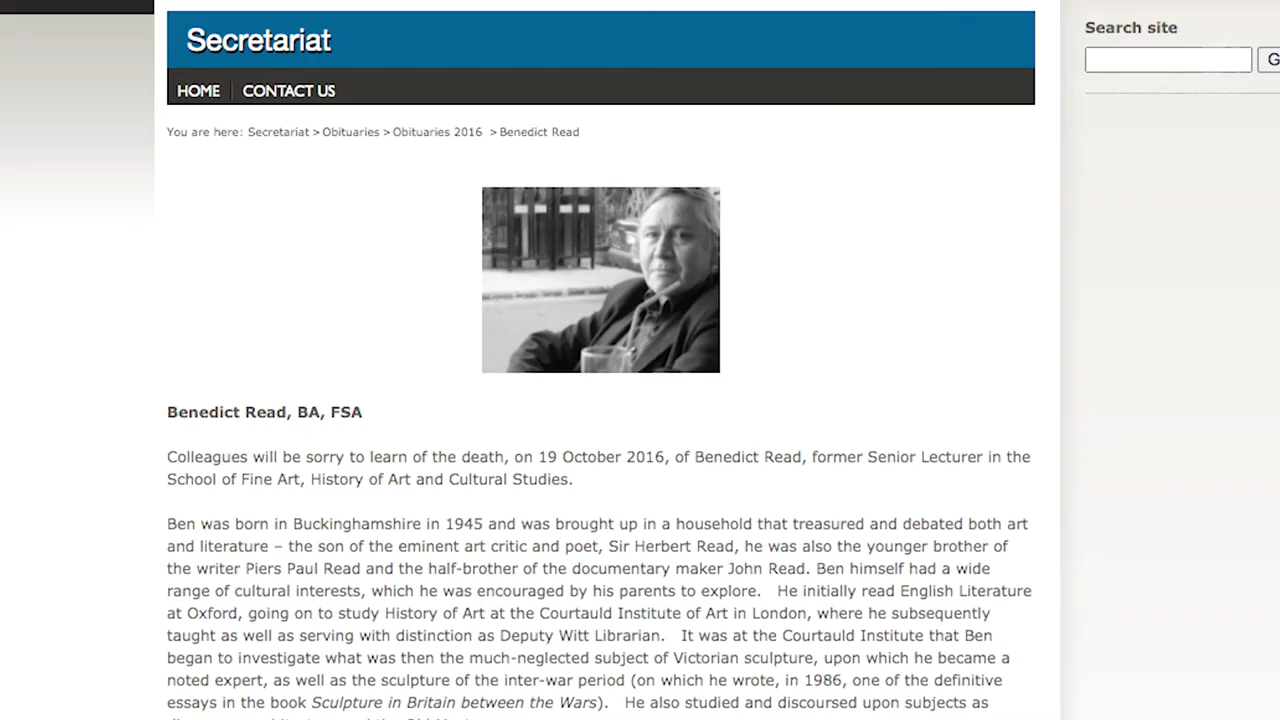 Secretariat
Search site
G
HOME
CONTACT US
You are here: Secretariat > Obituaries > Obituaries 2016 > Benedict Read
Benedict Read, BA, FSA
Colleagues will be sorry to learn of the death, on 19 October 2016, of Benedict Read, former Senior Lecturer in the
School of Fine Art, History of Art and Cultural Studies.
Ben was born in Buckinghamshire in 1945 and was brought up in a household that treasured and debated both art
and literature – the son of the eminent art critic and poet, Sir Herbert Read, he was also the younger brother of
the writer Piers Paul Read and the half-brother of the documentary maker John Read. Ben himself had a wide
range of cultural interests, which he was encouraged by his parents to explore. He initially read English Literature
at Oxford, going on to study History of Art at the Courtauld Institute of Art in London, where he subsequently
taught as well as serving with distinction as Deputy Witt Librarian. It was at the Courtauld Institute that Ben
began to investigate what was then the much-neglected subject of Victorian sculpture, upon which he became a
noted expert, as well as the sculpture of the inter-war period (on which he wrote, in 1986, one of the definitive
essays in the book Sculpture in Britain between the Wars). He also studied and discoursed upon subjects as